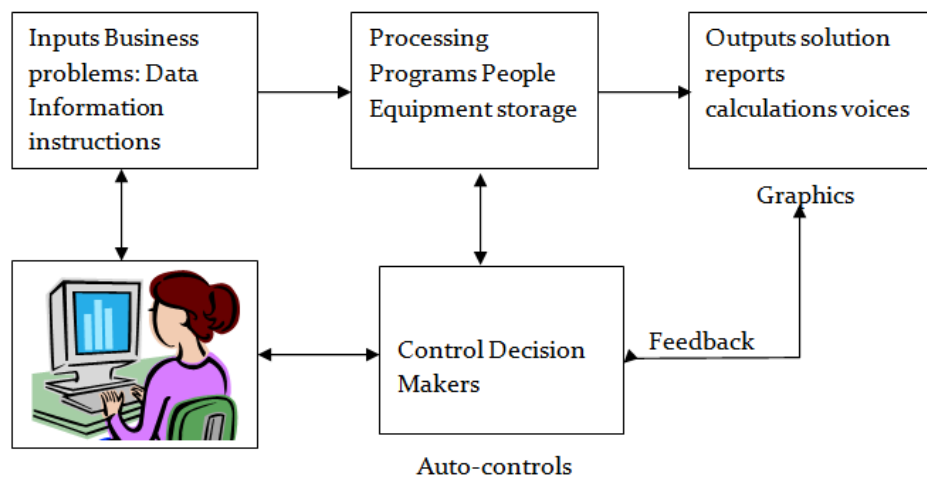 Inputs Business
problems: Data
Information
instructions
Processing
Programs People
Equipment storage
Outputs solution
reports
calculations voices
Graphics
Control Decision
Makers
Feedback
Auto-controls